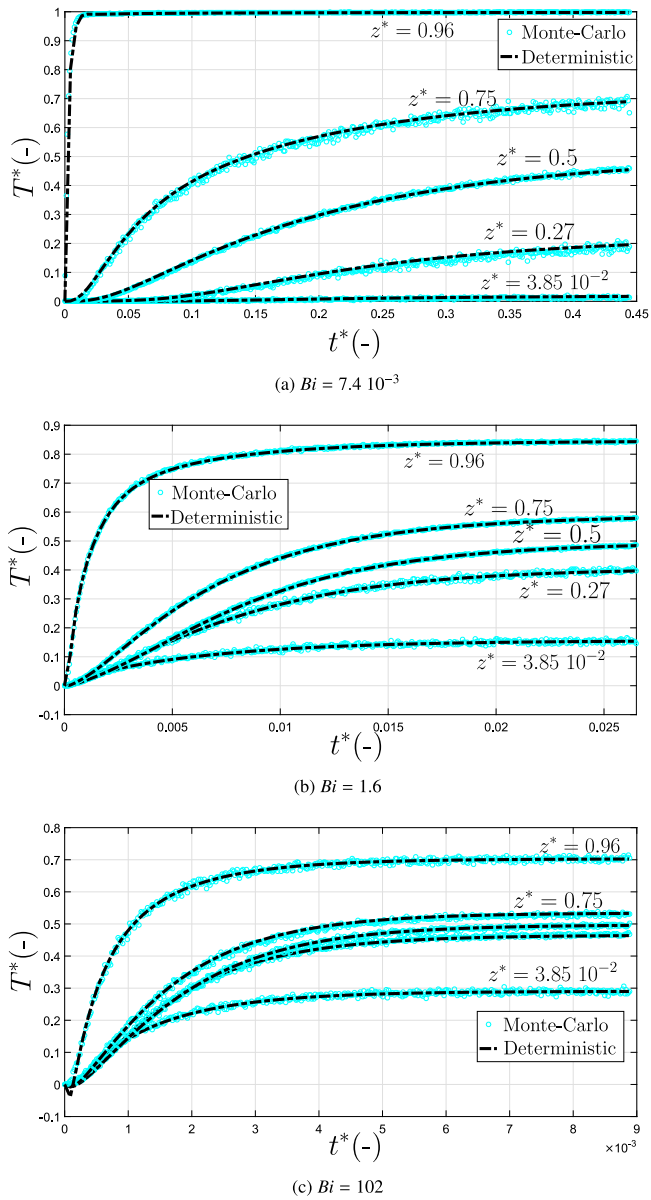 1
z* = 0.96
Monte-Carlo
0.9
Deterministic
0.8
0.7
z* = 0.75
0.6
z* = 0.5
T*(-)
0.5
0.4
z* = 0.27
0.3
0.2
z* = 3.85 10⁻²
0.1
0
0 0.05 0.1 0.15 0.2 0.25 0.3 0.35 0.4 0.45
t*(-)
(a) Bi = 7.4 10⁻³
0.9
0.8
z* = 0.96
0.7
Monte-Carlo
z* = 0.75
0.6
Deterministic
z* = 0.5
0.5
T*(-)
0.4
z* = 0.27
0.3
0.2
z* = 3.85 10⁻²
0.1
0
-0.1
0 0.005 0.01 0.015 0.02 0.025
t*(-)
(b) Bi = 1.6
0.8
z* = 0.96
0.7
0.6
z* = 0.75
0.5
T*(-)
0.4
z* = 3.85 10⁻²
0.3
0.2
Monte-Carlo
0.1
Deterministic
0
0.1
0 1 2 3 4 5 6 7 8 9
t*(-)
×10⁻³
(c) Bi = 102